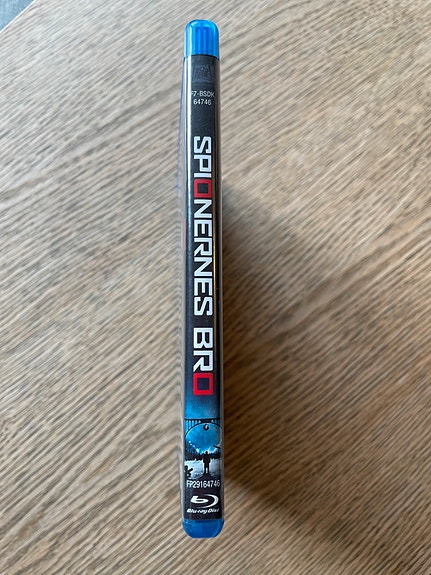 F7-BSDK
64746
SPIONERNES BRO
FP29164746
Blu-ray Disc